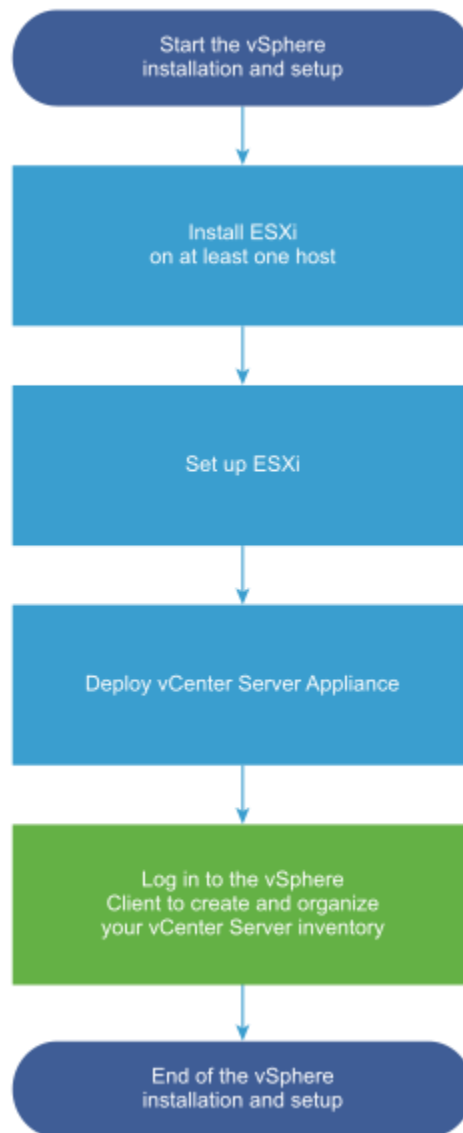 Start the vSphere
installation and setup
Install ESXi
on at least one host
Set up ESXi
Deploy vCenter Server Appliance
Log in to the vSphere
Client to create and organize
your vCenter Server inventory
End of the vSphere
installation and setup